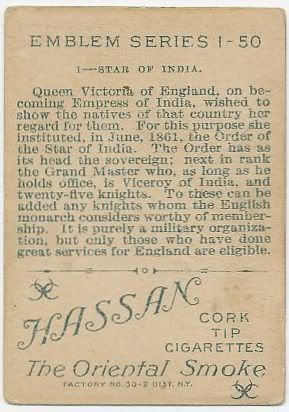 EMBLEM SERIES 1-50
1—STAR OF INDIA.
Queen Victoria of England, on be-
coming Empress of India, wished to
show the natives of that country her
regard for them. For this purpose she
instituted, in June, 1861, the Order of
the Star of India. The Order has as
its head the sovereign; next in rank
the Grand Master who, as long as he
holds office, is Viceroy of India, and
twenty-five knights. To these can be
added any knights whom the English
monarch considers worthy of member-
ship. It is purely a military organiza-
tion, but only those who have done
great services for England are eligible.
HASSAN
CORK
TIP
CIGARETTES
The Oriental Smoke
FACTORY NO. 30-2 DIST. N.Y.